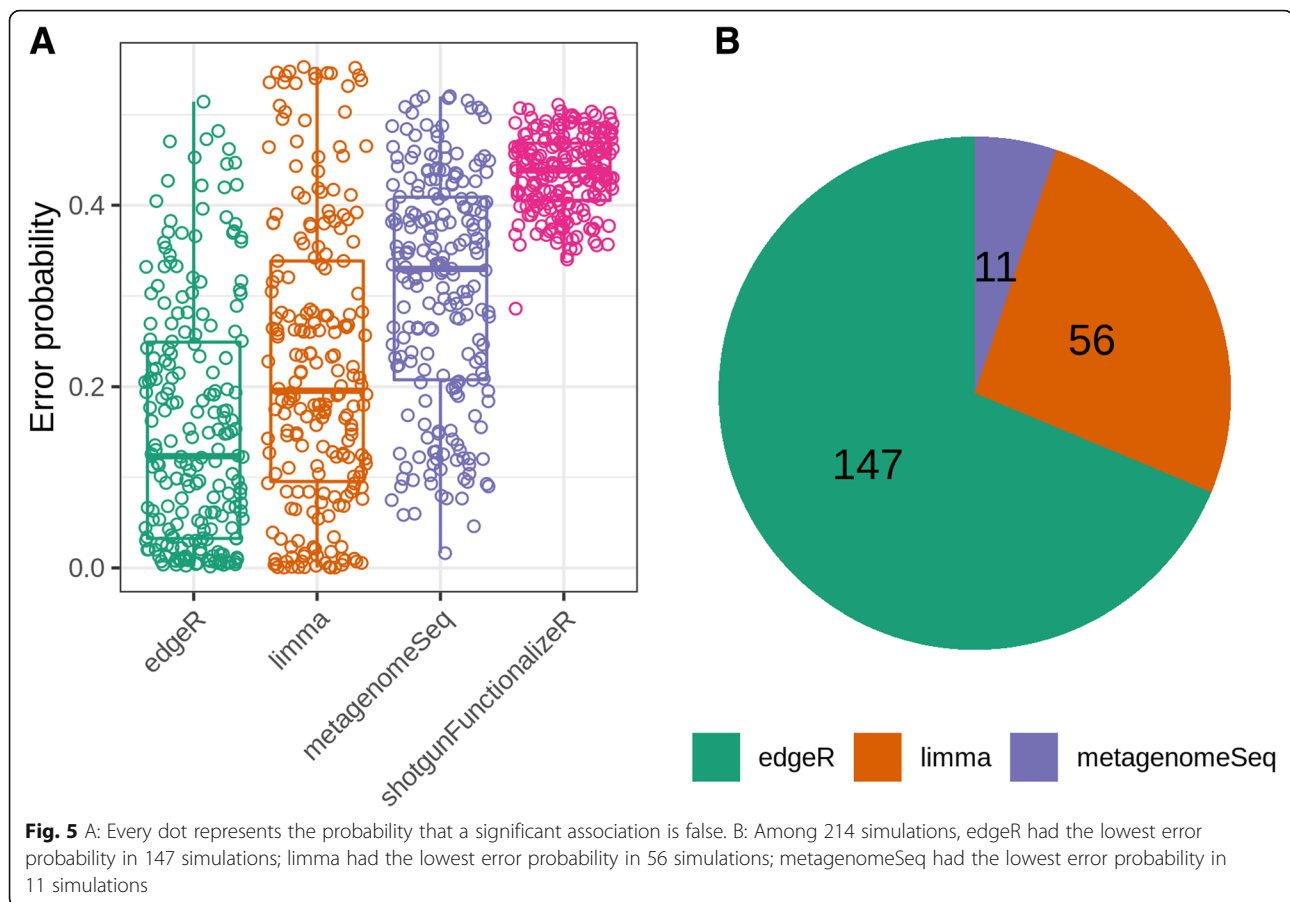 A
B
Error probability
0.4
0.2
0.0
edgeR
limma
metagenomeSeq
shotgunFunctionalizeR
11
56
147
edgeR limma metagenomeSeq
Fig. 5 A: Every dot represents the probability that a significant association is false. B: Among 214 simulations, edgeR had the lowest error
probability in 147 simulations; limma had the lowest error probability in 56 simulations; metagenomeSeq had the lowest error probability in
11 simulations